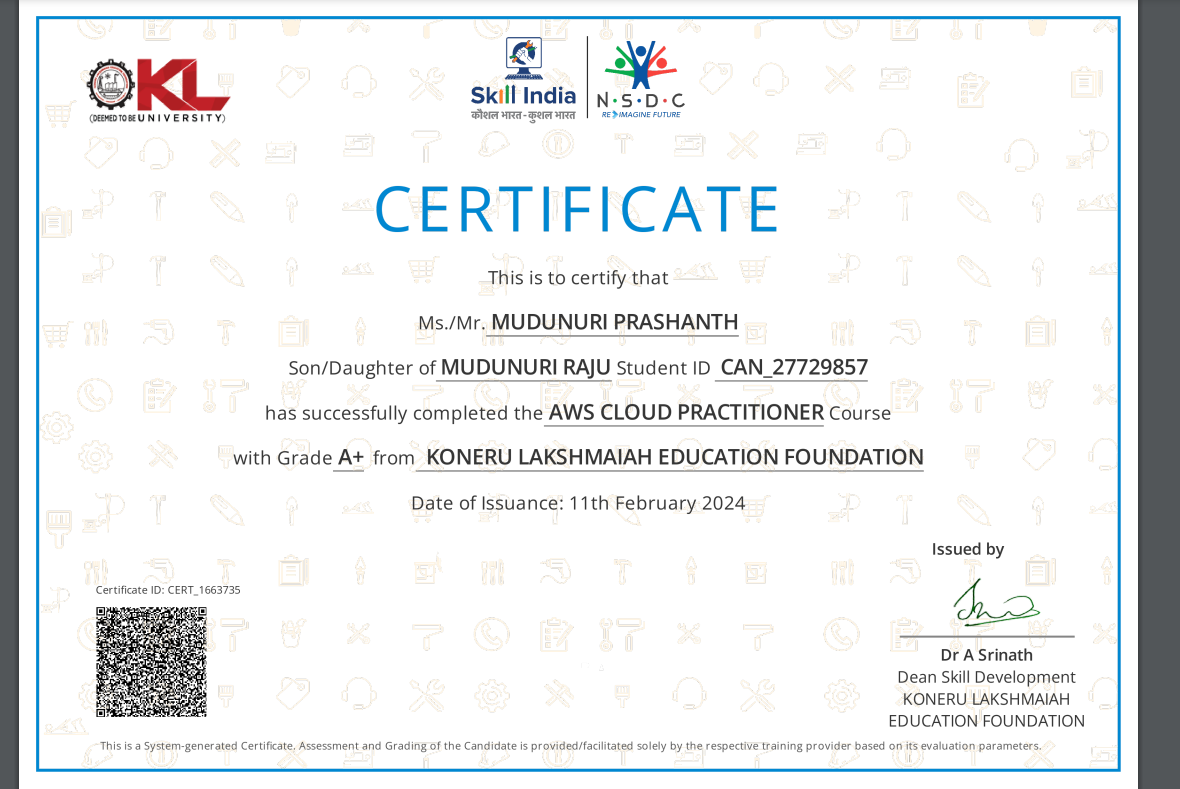 KL
(DEEMED TO BE UNIVERSITY)
Skill India
कौशल भारत - कुशल भारत
N·S·D·C
RE IMAGINE FUTURE
CERTIFICATE
This is to certify that
Ms./Mr. MUDUNURI PRASHANTH
Son/Daughter of MUDUNURI RAJU Student ID CAN_27729857
has successfully completed the AWS CLOUD PRACTITIONER Course
with Grade A+ from KONERU LAKSHMAIAH EDUCATION FOUNDATION
Date of Issuance: 11th February 2024
Issued by
Certificate ID: CERT_1663735
Dr A Srinath
Dean Skill Development
KONERU LAKSHMAIAH
EDUCATION FOUNDATION
This is a System-generated Certificate. Assessment and Grading of the Candidate is provided/facilitated solely by the respective training provider based on its evaluation parameters.